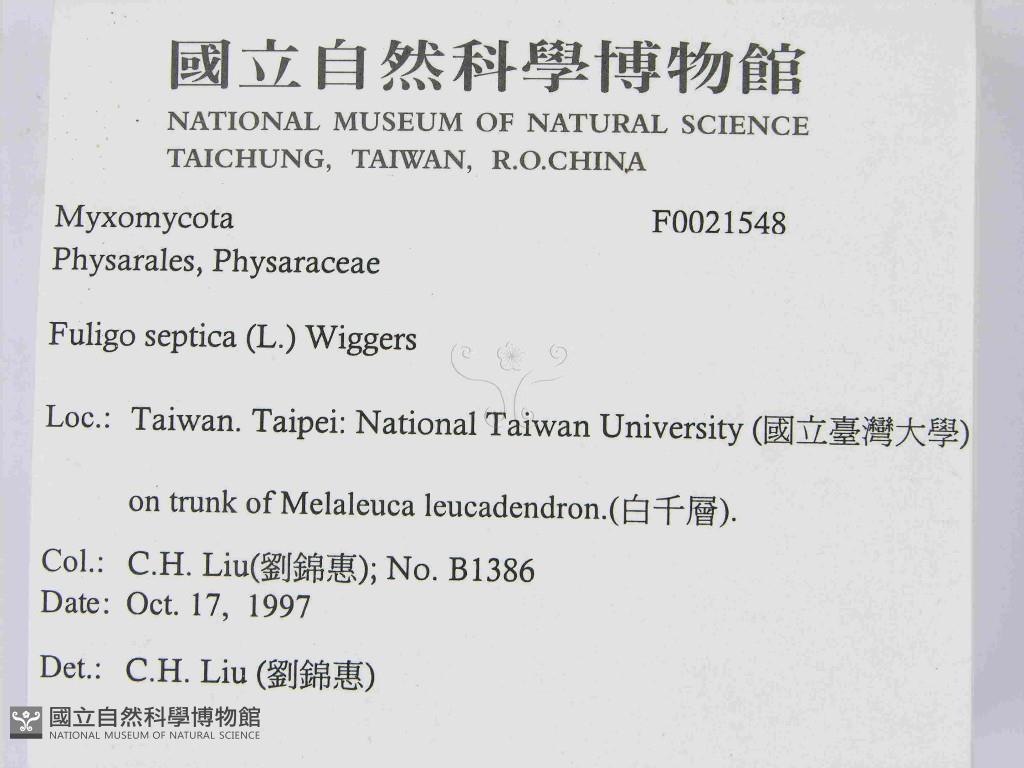 國立自然科學博物館
NATIONAL MUSEUM OF NATURAL SCIENCE
TAICHUNG, TAIWAN, R.O.CHINA
Myxomycota F0021548
Physarales, Physaraceae
Fuligo septica (L.) Wiggers
Loc.: Taiwan. Taipei: National Taiwan University (國立臺灣大學)
on trunk of Melaleuca leucadendron.(白千層).
Col.: C.H. Liu(劉錦惠); No. B1386
Date: Oct. 17, 1997
Det.: C.H. Liu (劉錦惠)
國立自然科學博物館
NATIONAL MUSEUM OF NATURAL SCIENCE